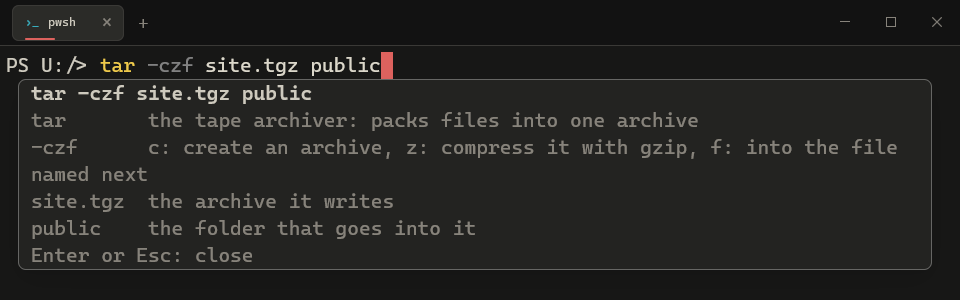 >_ pwsh × +
PS U:/> tar -czf site.tgz public
tar -czf site.tgz public
tar       the tape archiver: packs files into one archive
-czf      c: create an archive, z: compress it with gzip, f: into the file
named next
site.tgz  the archive it writes
public    the folder that goes into it
Enter or Esc: close